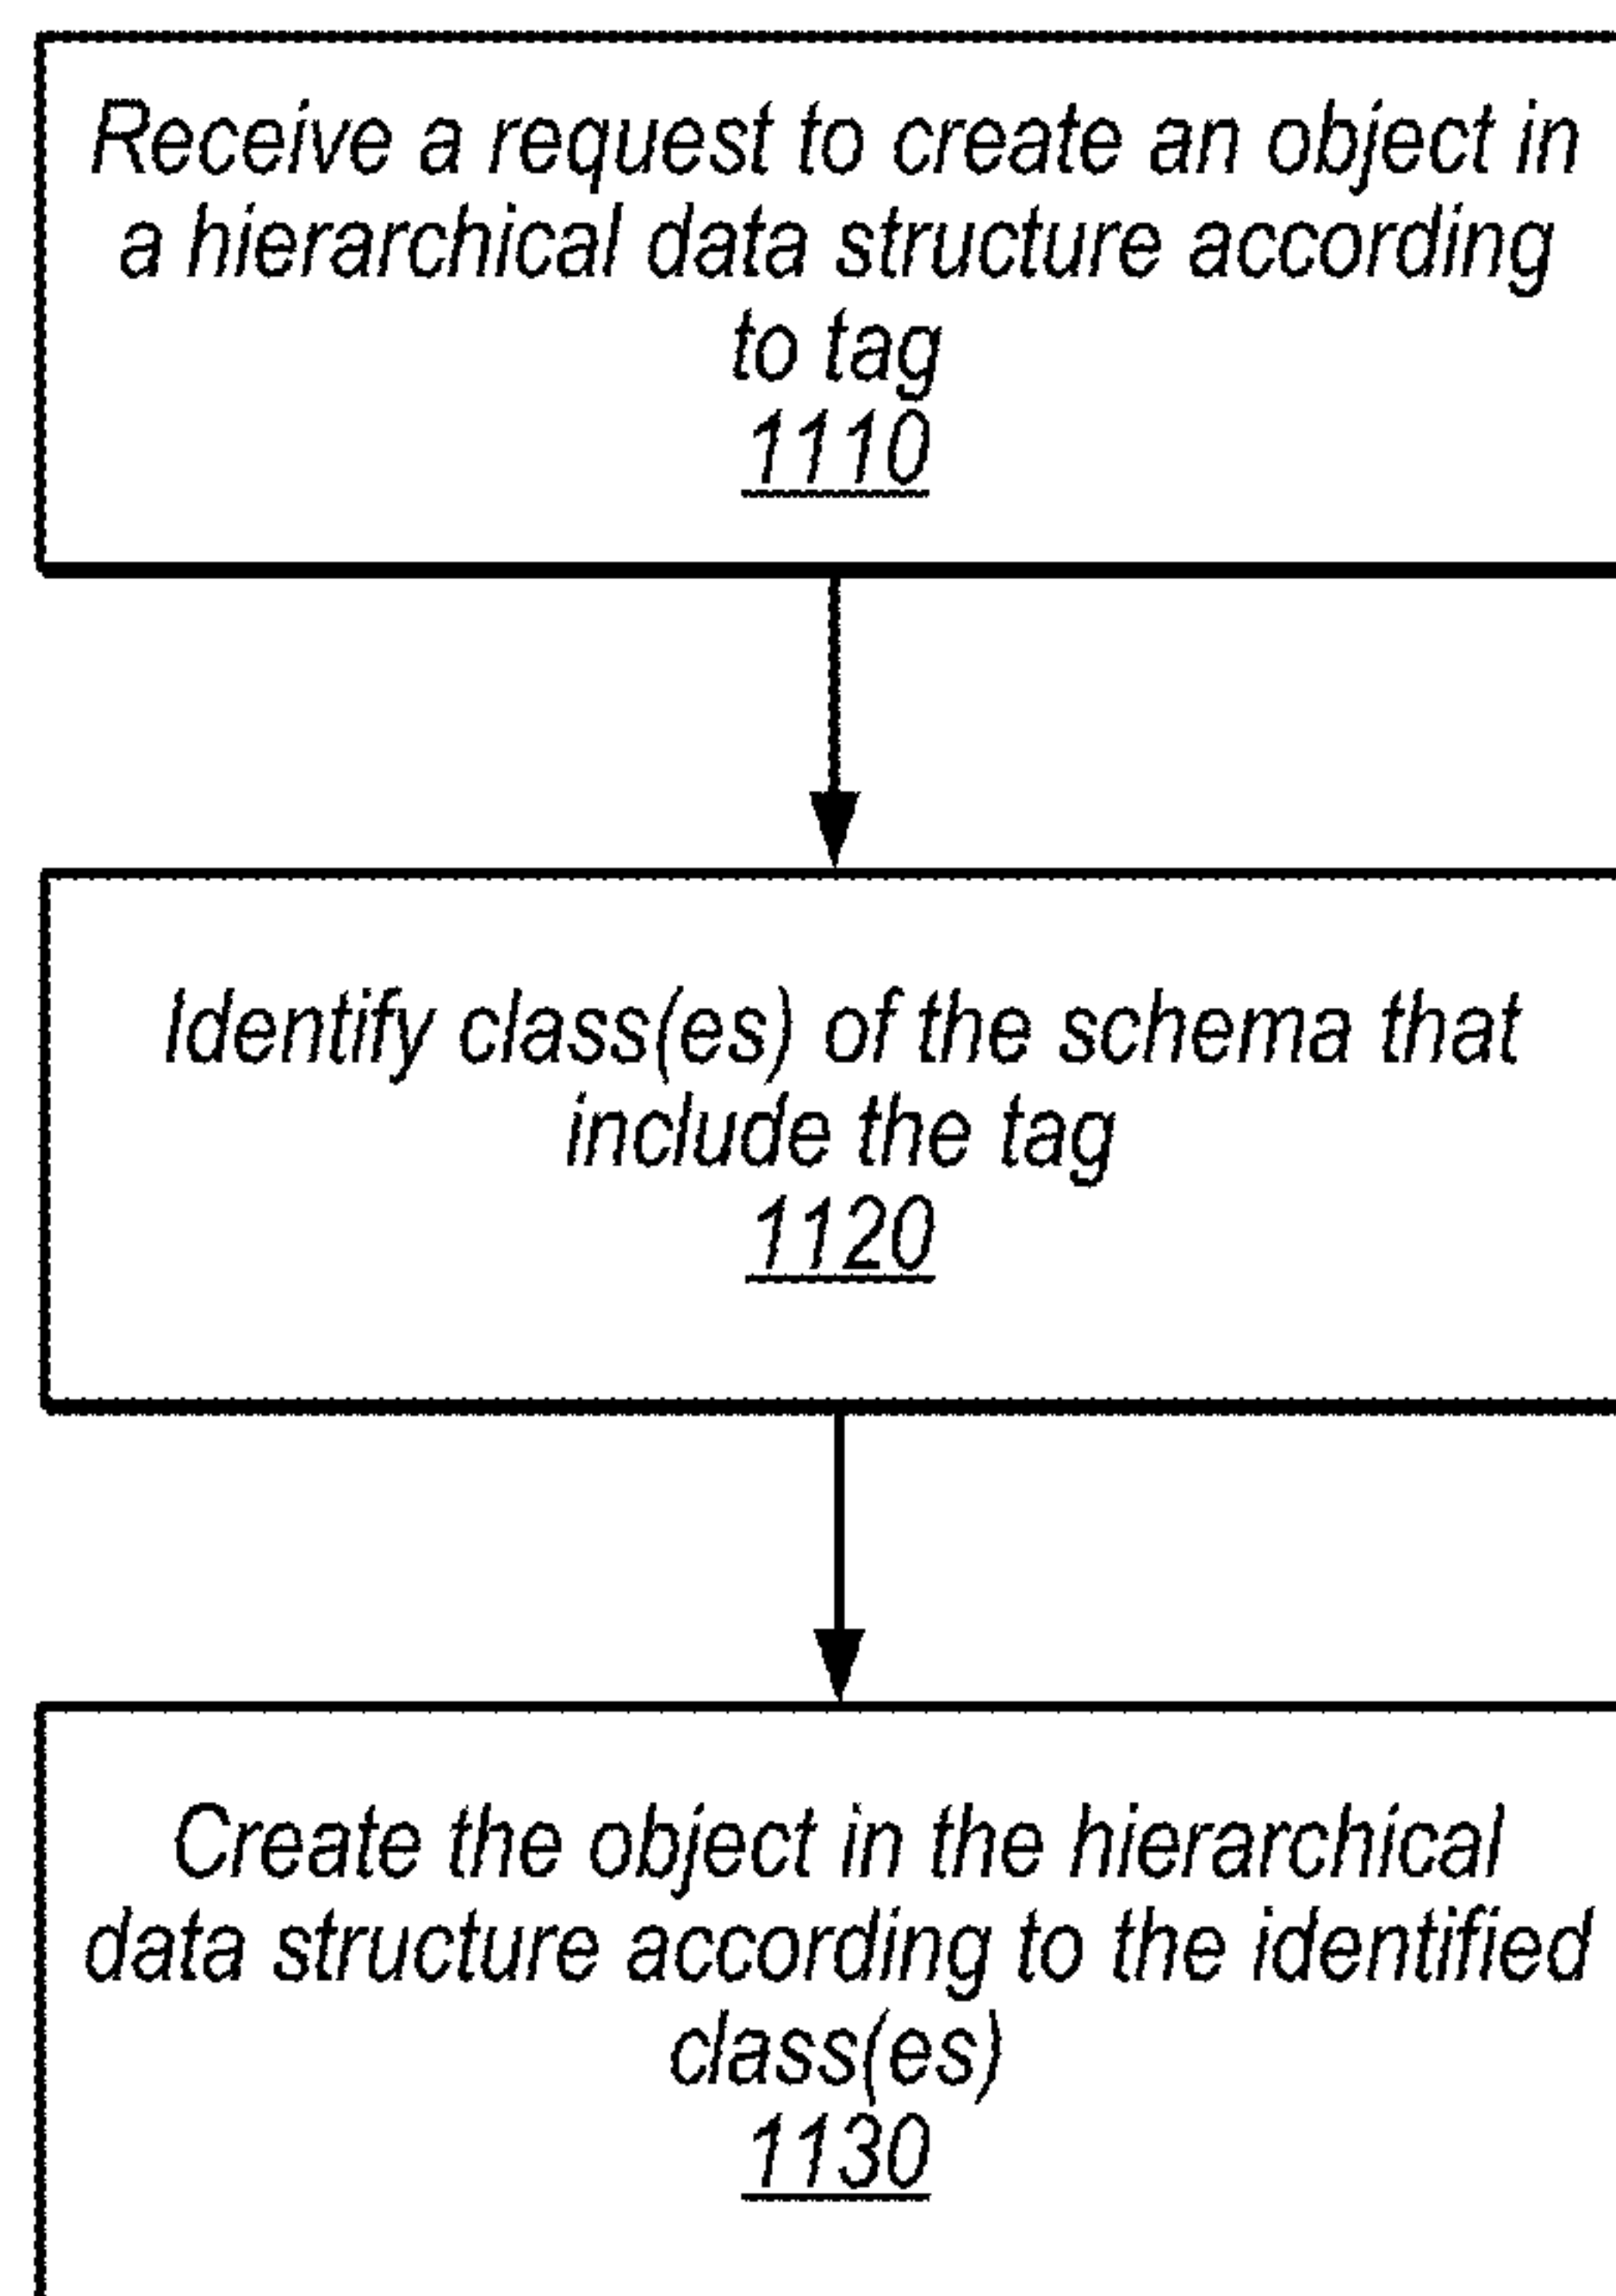 Receive a request to create an object in
a hierarchical data structure according
to tag
1110
Identify class(es) of the schema that
include the tag
1120
Create the object in the hierarchical
data structure according to the identified
class(es)
1130